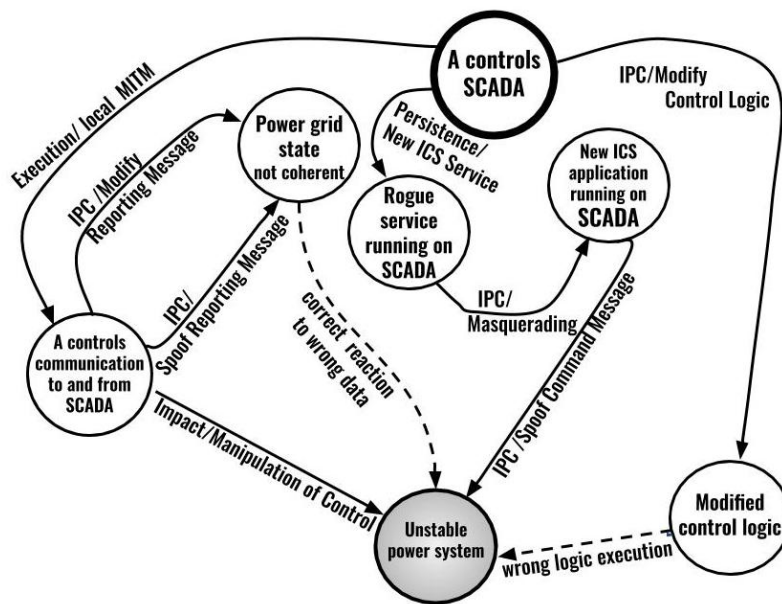 A controls
SCADA
Execution/ local MITM
IPC/Modify
Control Logic
Persistence/
New ICS Service
Power grid
state
not coherent
IPC /Modify
Reporting Message
New ICS
application
running on
SCADA
Rogue
service
running on
SCADA
IPC/
Spoof Reporting Message
IPC/
Masquerading
A controls
communication
to and from
SCADA
correct reaction
to wrong data
IPC /Spoof Command Message
Impact/Manipulation of Control
Unstable
power system
Modified
control logic
wrong logic execution